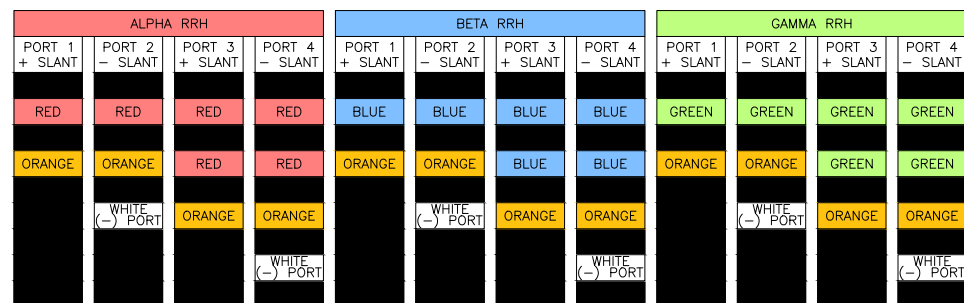 ALPHA RRH BETA RRH GAMMA RRH
PORT 1 PORT 2 PORT 3 PORT 4 PORT 1 PORT 2 PORT 3 PORT 4 PORT 1 PORT 2 PORT 3 PORT 4
+ SLANT - SLANT + SLANT - SLANT + SLANT - SLANT + SLANT - SLANT + SLANT - SLANT + SLANT - SLANT
RED RED RED RED BLUE BLUE BLUE BLUE GREEN GREEN GREEN GREEN
ORANGE ORANGE RED RED ORANGE ORANGE BLUE BLUE ORANGE ORANGE GREEN GREEN
WHITE WHITE WHITE
(-) PORT ORANGE ORANGE (-) PORT ORANGE ORANGE (-) PORT ORANGE ORANGE
WHITE WHITE WHITE
(-) PORT (-) PORT (-) PORT